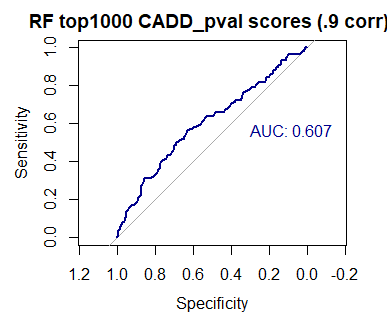 RF top1000 CADD_pval scores (.9 corr)
1.0
0.8
0.6
0.4
0.2
0.0
Sensitivity
AUC: 0.607
1.2 1.0 0.8 0.6 0.4 0.2 0.0 -0.2
Specificity